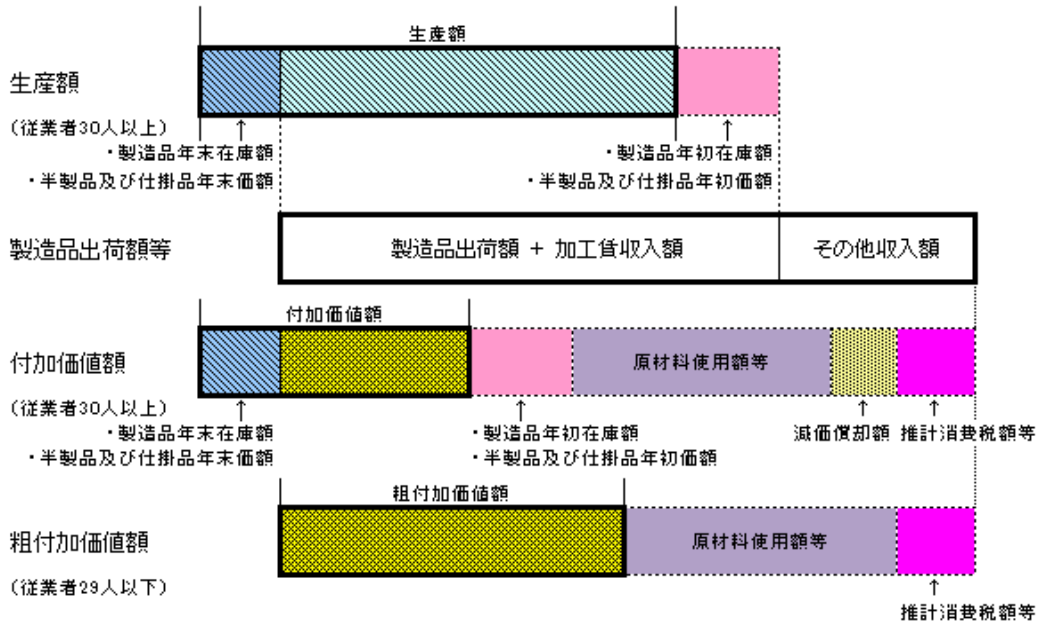 生産額
生産額
（従業者30人以上）
↑
・製造品年末在庫額
・半製品及び仕掛品年末価額
↑
・製造品年初在庫額
・半製品及び仕掛品年初価額
製造品出荷額等
製造品出荷額 + 加工賃収入額
その他収入額
付加価値額
付加価値額
原材料使用額等
（従業者30人以上）
↑
・製造品年末在庫額
・半製品及び仕掛品年末価額
↑
・製造品年初在庫額
・半製品及び仕掛品年初価額
↑
減価償却額
↑
推計消費税額等
粗付加価値額
粗付加価値額
原材料使用額等
（従業者29人以下）
↑
推計消費税額等